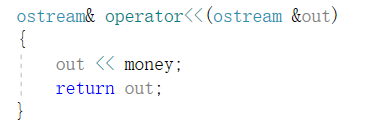 ostream& operator<<(ostream &out)
{
    out << money;
    return out;
}